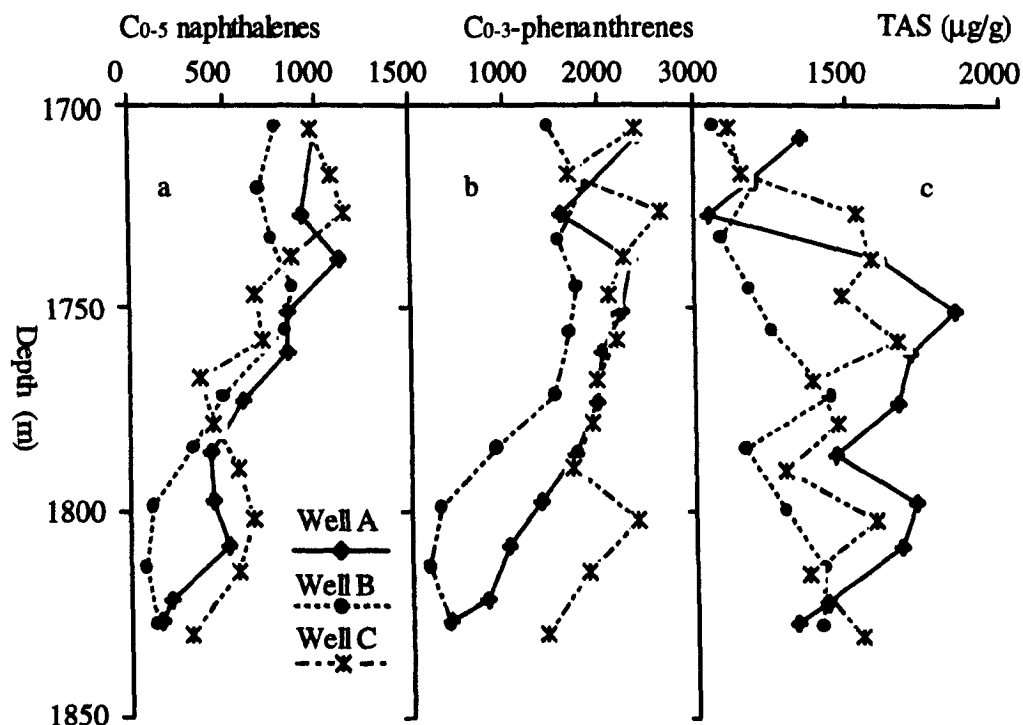 C0-5 naphthalenes C0-3-phenanthrenes TAS (µg/g)
0 500 1000 1500 1000 2000 3000 1500 2000
1700
a b c
1750
Depth (m)
1800
Well A
Well B
Well C
1850